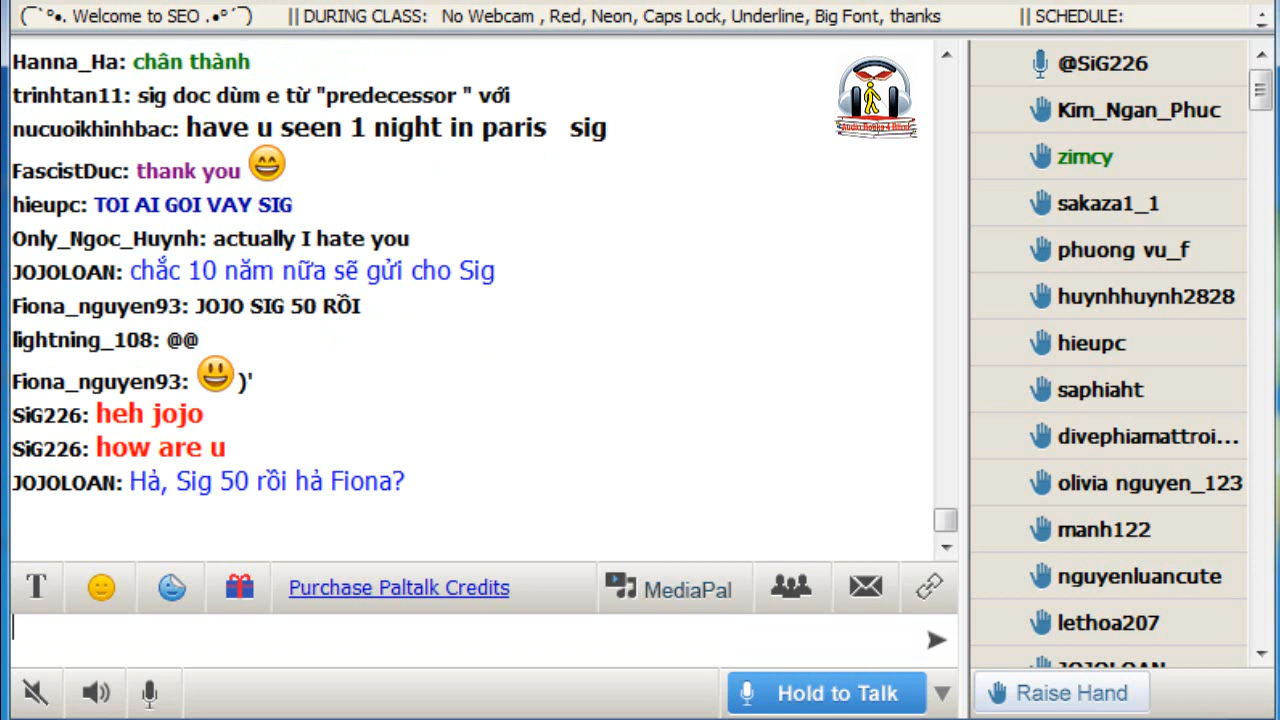 (¯`°•. Welcome to SEO .•°´¯) || DURING CLASS: No Webcam , Red, Neon, Caps Lock, Underline, Big Font, thanks || SCHEDULE:
Hanna_Ha: chân thành
trinhtan11: sig doc dùm e từ "predecessor " với
nucuoikhinhbac: have u seen 1 night in paris sig
FascistDuc: thank you 😄
hieupc: TOI AI GOI VAY SIG
Only_Ngoc_Huynh: actually I hate you
JOJOLOAN: chắc 10 năm nữa sẽ gửi cho Sig
Fiona_nguyen93: JOJO SIG 50 RỒI
lightning_108: @@
Fiona_nguyen93: 😃 )'
SiG226: heh jojo
SiG226: how are u
JOJOLOAN: Hả, Sig 50 rồi hả Fiona?
Audio Books 4 Blind
T
Purchase Paltalk Credits
MediaPal
Hold to Talk
@SiG226
Kim_Ngan_Phuc
zimcy
sakaza1_1
phuong vu_f
huynhhuynh2828
hieupc
saphiaht
divephiamattroi...
olivia nguyen_123
manh122
nguyenluancute
lethoa207
JOJOLOAN
Raise Hand